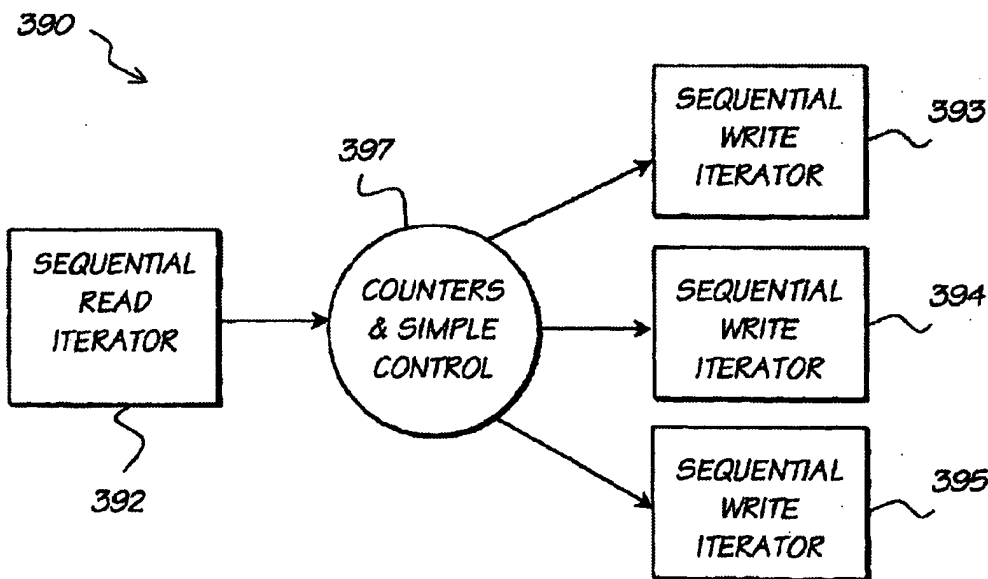 390
SEQUENTIAL
WRITE
ITERATOR
393
397
SEQUENTIAL
READ
ITERATOR
COUNTERS
& SIMPLE
CONTROL
SEQUENTIAL
WRITE
ITERATOR
394
392
SEQUENTIAL
WRITE
ITERATOR
395